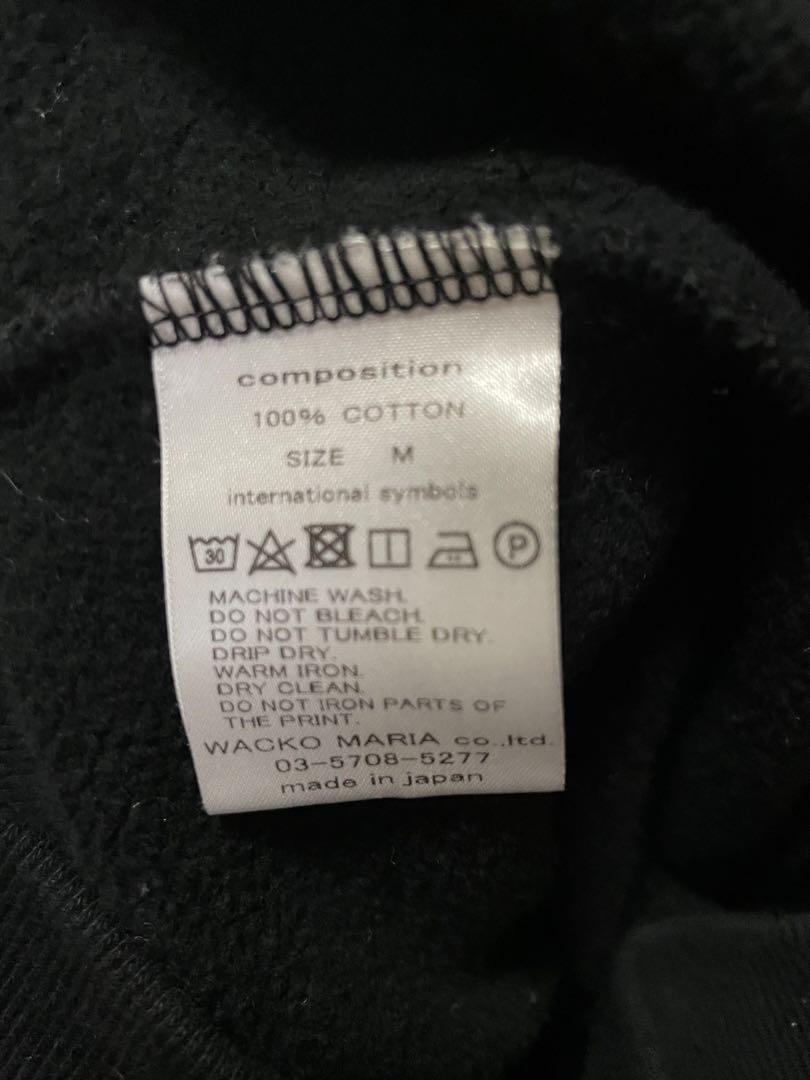 composition
100% COTTON
SIZE M
international symbols
30 P
MACHINE WASH.
DO NOT BLEACH.
DO NOT TUMBLE DRY.
DRIP DRY.
WARM IRON.
DRY CLEAN.
DO NOT IRON PARTS OF
THE PRINT.
WACKO MARIA co.,ltd.
03-5708-5277
made in japan